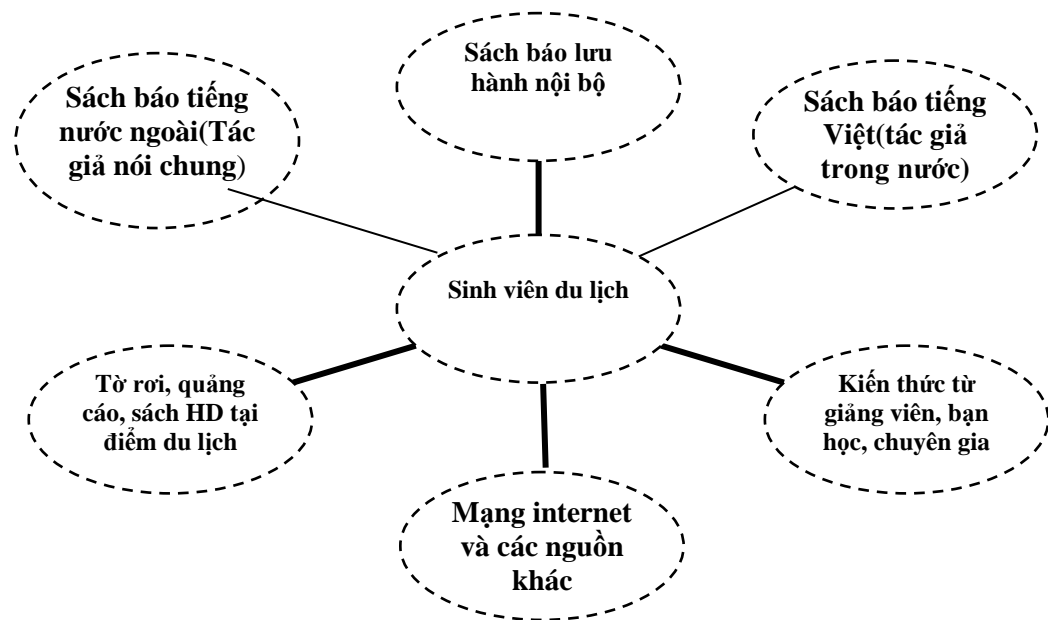 Sách báo lưu
hành nội bộ
Sách báo tiếng
nước ngoài(Tác
giả nói chung)
Sách báo tiếng
Việt(tác giả
trong nước)
Sinh viên du lịch
Tờ rơi, quảng
cáo, sách HD tại
điểm du lịch
Kiến thức từ
giảng viên, bạn
học, chuyên gia
Mạng internet
và các nguồn
khác